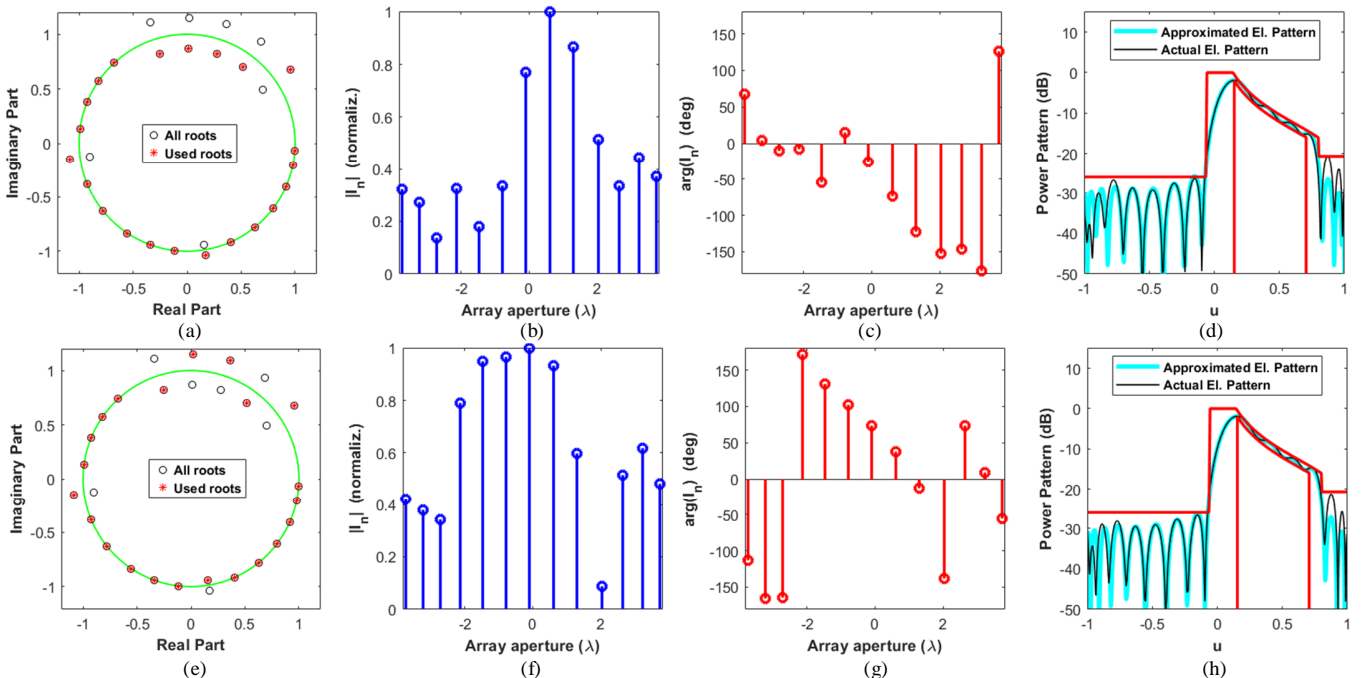 Imaginary Part
1
0.5
0
-0.5
-1
All roots
Used roots
-1 -0.5 0 0.5 1
Real Part
(a)
|I_n| (normaliz.)
1
0.8
0.6
0.4
0.2
0
-2 0 2
Array aperture (λ)
(b)
arg(I_n) (deg)
100
50
0
-50
-100
-150
-2 0 2
Array aperture (λ)
(c)
Power Pattern (dB)
0
-10
-20
-30
-40
-50
Approximated El. Pattern
Actual El. Pattern
-1 -0.5 0 0.5 1
u
(d)
Imaginary Part
1
0.5
0
-0.5
-1
All roots
Used roots
-1 -0.5 0 0.5 1
Real Part
(e)
|I_n| (normaliz.)
1
0.8
0.6
0.4
0.2
0
-2 0 2
Array aperture (λ)
(f)
arg(I_n) (deg)
150
100
50
0
-50
-100
-150
-2 0 2
Array aperture (λ)
(g)
Power Pattern (dB)
0
-10
-20
-30
-40
-50
Approximated El. Pattern
Actual El. Pattern
-1 -0.5 0 0.5 1
u
(h)